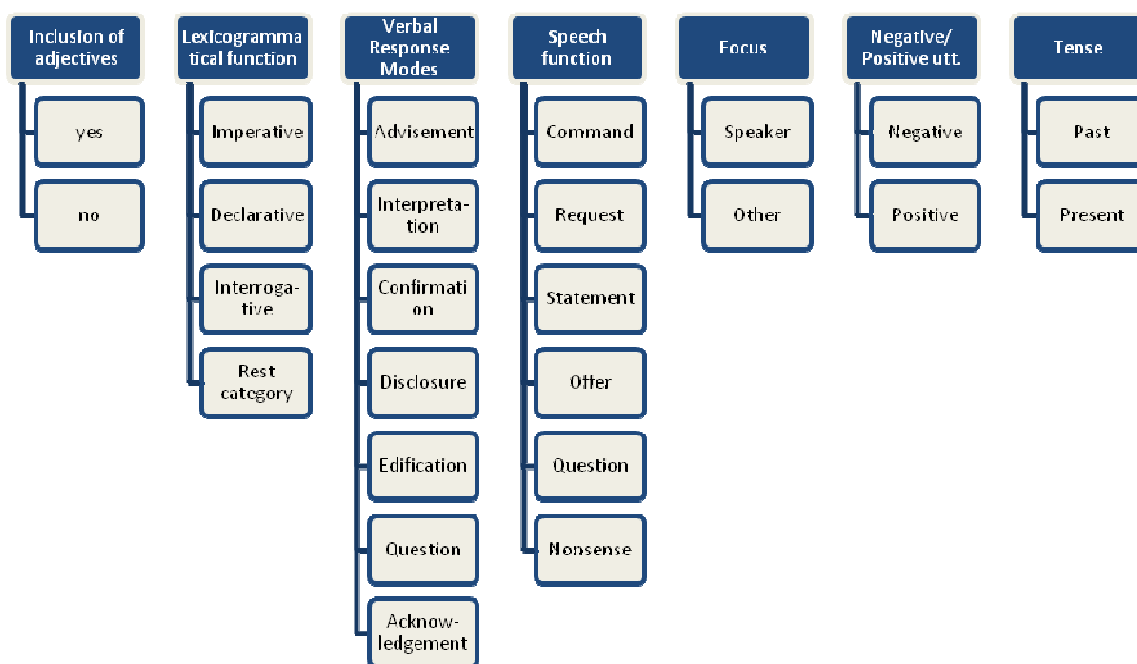 Inclusion of
adjectives
yes
no
Lexicogramma
tical function
Imperative
Declarative
Interroga-
tive
Rest
category
Verbal
Response
Modes
Advisement
Interpreta-
tion
Confirmati
on
Disclosure
Edification
Question
Acknow-
ledgement
Speech
function
Command
Request
Statement
Offer
Question
Nonsense
Focus
Speaker
Other
Negative/
Positive utt.
Negative
Positive
Tense
Past
Present